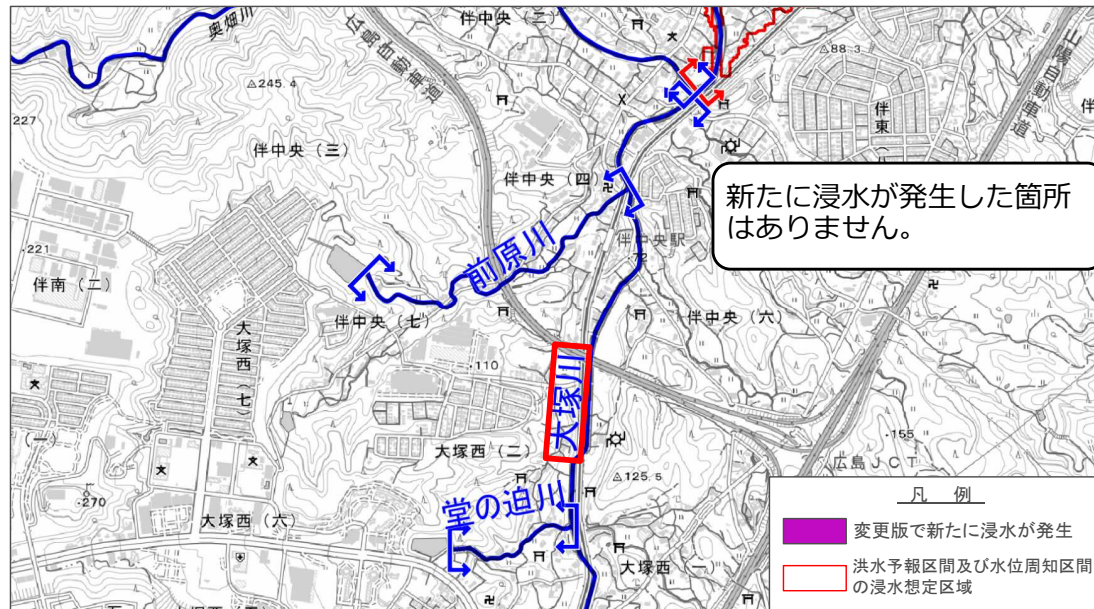 奥畑川
広島自動車道
伴中央（二）
△88.3
山陽自動車道
△245.4
227
伴東
伴中央（三）
伴中央（四）
新たに浸水が発生した箇所
はありません。
伴中央駅
72
・221
伴南（二）
前原川
伴中央（七）
伴中央（六）
大塚西（七）
・110
大塚川
・155
大塚西（二）
広島JCT
△125.5
・270
堂の迫川
大塚西（六）
大塚西（一）
凡　例
変更版で新たに浸水が発生
洪水予報区間及び水位周知区間
の浸水想定区域